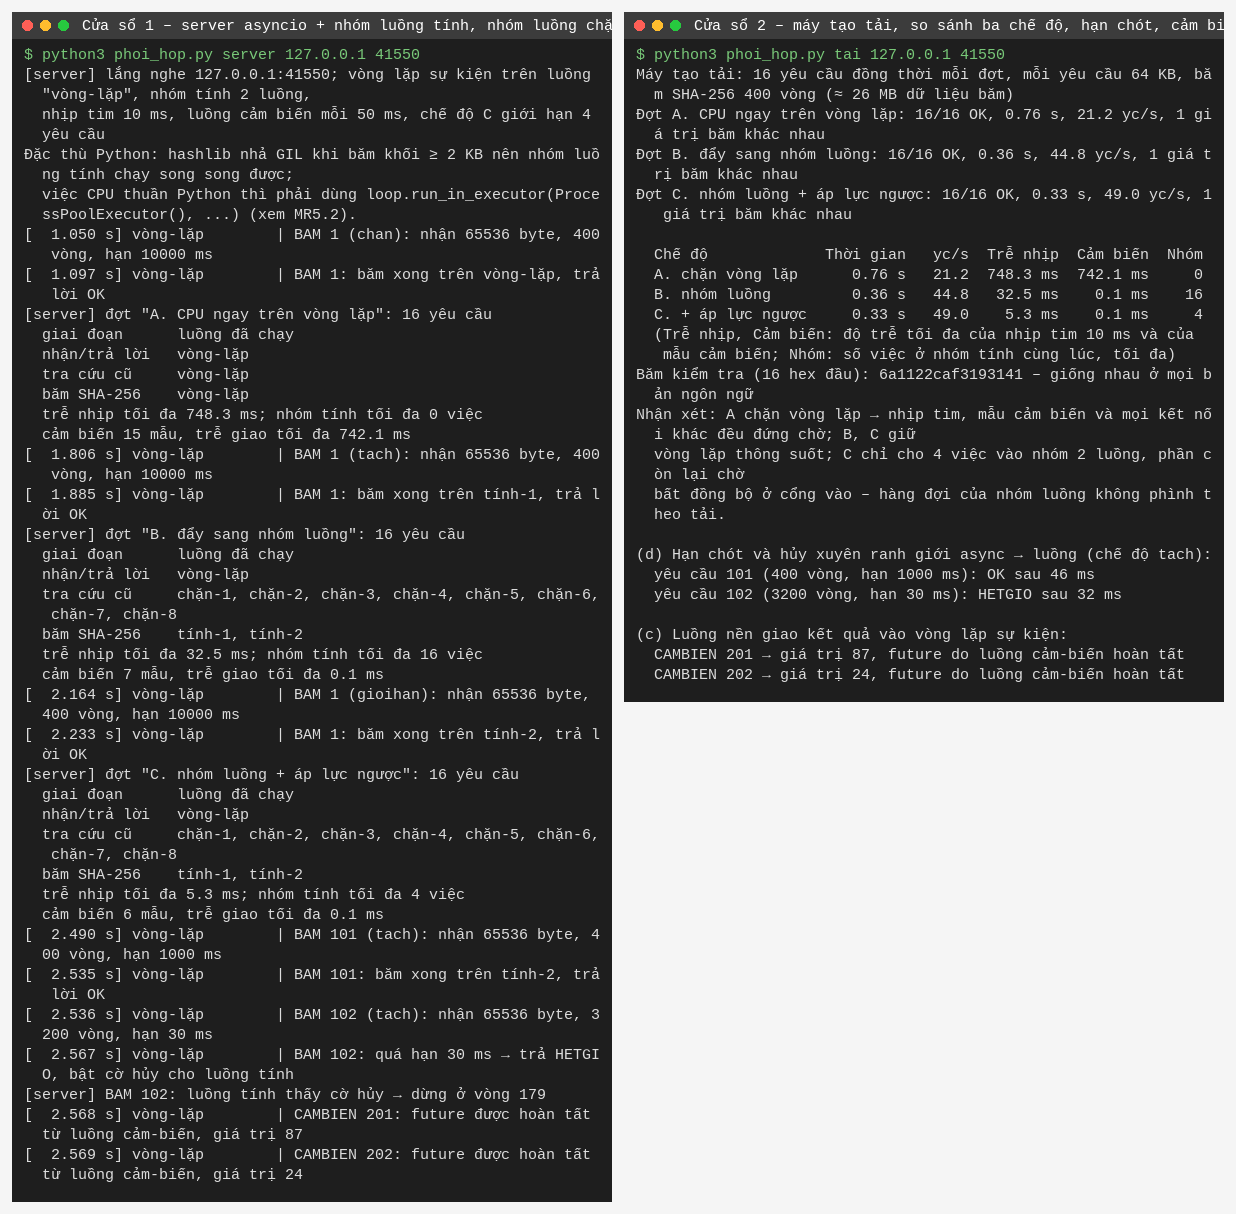 Cửa sổ 1 – server asyncio + nhóm luồng tính, nhóm luồng chặ
$ python3 phoi_hop.py server 127.0.0.1 41550
[server] lắng nghe 127.0.0.1:41550; vòng lặp sự kiện trên luồng
"vòng-lặp", nhóm tính 2 luồng,
nhịp tim 10 ms, luồng cảm biến mỗi 50 ms, chế độ C giới hạn 4
yêu cầu
Đặc thù Python: hashlib nhả GIL khi băm khối ≥ 2 KB nên nhóm luồ
ng tính chạy song song được;
việc CPU thuần Python thì phải dùng loop.run_in_executor(Proce
ssPoolExecutor(), ...) (xem MR5.2).
[  1.050 s] vòng-lặp        | BAM 1 (chan): nhận 65536 byte, 400
vòng, hạn 10000 ms
[  1.097 s] vòng-lặp        | BAM 1: băm xong trên vòng-lặp, trả
lời OK
[server] đợt "A. CPU ngay trên vòng lặp": 16 yêu cầu
giai đoạn      luồng đã chạy
nhận/trả lời   vòng-lặp
tra cứu cũ     vòng-lặp
băm SHA-256    vòng-lặp
trễ nhịp tối đa 748.3 ms; nhóm tính tối đa 0 việc
cảm biến 15 mẫu, trễ giao tối đa 742.1 ms
[  1.806 s] vòng-lặp        | BAM 1 (tach): nhận 65536 byte, 400
vòng, hạn 10000 ms
[  1.885 s] vòng-lặp        | BAM 1: băm xong trên tính-1, trả l
ời OK
[server] đợt "B. đẩy sang nhóm luồng": 16 yêu cầu
giai đoạn      luồng đã chạy
nhận/trả lời   vòng-lặp
tra cứu cũ     chặn-1, chặn-2, chặn-3, chặn-4, chặn-5, chặn-6,
chặn-7, chặn-8
băm SHA-256    tính-1, tính-2
trễ nhịp tối đa 32.5 ms; nhóm tính tối đa 16 việc
cảm biến 7 mẫu, trễ giao tối đa 0.1 ms
[  2.164 s] vòng-lặp        | BAM 1 (gioihan): nhận 65536 byte,
400 vòng, hạn 10000 ms
[  2.233 s] vòng-lặp        | BAM 1: băm xong trên tính-2, trả l
ời OK
[server] đợt "C. nhóm luồng + áp lực ngược": 16 yêu cầu
giai đoạn      luồng đã chạy
nhận/trả lời   vòng-lặp
tra cứu cũ     chặn-1, chặn-2, chặn-3, chặn-4, chặn-5, chặn-6,
chặn-7, chặn-8
băm SHA-256    tính-1, tính-2
trễ nhịp tối đa 5.3 ms; nhóm tính tối đa 4 việc
cảm biến 6 mẫu, trễ giao tối đa 0.1 ms
[  2.490 s] vòng-lặp        | BAM 101 (tach): nhận 65536 byte, 4
00 vòng, hạn 1000 ms
[  2.535 s] vòng-lặp        | BAM 101: băm xong trên tính-2, trả
lời OK
[  2.536 s] vòng-lặp        | BAM 102 (tach): nhận 65536 byte, 3
200 vòng, hạn 30 ms
[  2.567 s] vòng-lặp        | BAM 102: quá hạn 30 ms → trả HETGI
O, bật cờ hủy cho luồng tính
[server] BAM 102: luồng tính thấy cờ hủy → dừng ở vòng 179
[  2.568 s] vòng-lặp        | CAMBIEN 201: future được hoàn tất
từ luồng cảm-biến, giá trị 87
[  2.569 s] vòng-lặp        | CAMBIEN 202: future được hoàn tất
từ luồng cảm-biến, giá trị 24
Cửa sổ 2 – máy tạo tải, so sánh ba chế độ, hạn chót, cảm bi
$ python3 phoi_hop.py tai 127.0.0.1 41550
Máy tạo tải: 16 yêu cầu đồng thời mỗi đợt, mỗi yêu cầu 64 KB, bă
m SHA-256 400 vòng (≈ 26 MB dữ liệu băm)
Đợt A. CPU ngay trên vòng lặp: 16/16 OK, 0.76 s, 21.2 yc/s, 1 gi
á trị băm khác nhau
Đợt B. đẩy sang nhóm luồng: 16/16 OK, 0.36 s, 44.8 yc/s, 1 giá t
rị băm khác nhau
Đợt C. nhóm luồng + áp lực ngược: 16/16 OK, 0.33 s, 49.0 yc/s, 1
giá trị băm khác nhau
Chế độ             Thời gian   yc/s  Trễ nhịp  Cảm biến  Nhóm
A. chặn vòng lặp      0.76 s   21.2  748.3 ms  742.1 ms     0
B. nhóm luồng         0.36 s   44.8   32.5 ms    0.1 ms    16
C. + áp lực ngược     0.33 s   49.0    5.3 ms    0.1 ms     4
(Trễ nhịp, Cảm biến: độ trễ tối đa của nhịp tim 10 ms và của
mẫu cảm biến; Nhóm: số việc ở nhóm tính cùng lúc, tối đa)
Băm kiểm tra (16 hex đầu): 6a1122caf3193141 – giống nhau ở mọi b
ản ngôn ngữ
Nhận xét: A chặn vòng lặp → nhịp tim, mẫu cảm biến và mọi kết nố
i khác đều đứng chờ; B, C giữ
vòng lặp thông suốt; C chỉ cho 4 việc vào nhóm 2 luồng, phần c
òn lại chờ
bất đồng bộ ở cổng vào – hàng đợi của nhóm luồng không phình t
heo tải.
(d) Hạn chót và hủy xuyên ranh giới async → luồng (chế độ tach):
yêu cầu 101 (400 vòng, hạn 1000 ms): OK sau 46 ms
yêu cầu 102 (3200 vòng, hạn 30 ms): HETGIO sau 32 ms
(c) Luồng nền giao kết quả vào vòng lặp sự kiện:
CAMBIEN 201 → giá trị 87, future do luồng cảm-biến hoàn tất
CAMBIEN 202 → giá trị 24, future do luồng cảm-biến hoàn tất